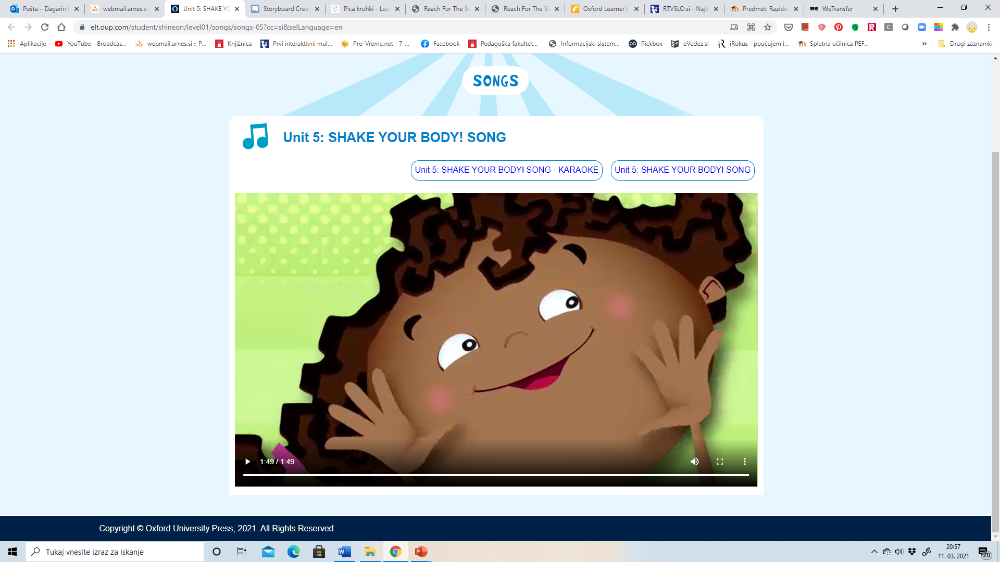 Pošta – Dagarin F
webmail.arnes.si
Unit 5: SHAKE YO
Storyboard Creat
Pica kruhki - Lea
Reach For The St
Reach For The St
Oxford Learner's
RTVSLO.si - Najb
Predmet: Razisko
WeTransfer
elt.oup.com/student/shineon/level01/songs/songs-05?cc=si&selLanguage=en
Aplikacije
YouTube - Broadcas...
webmail.arnes.si :: P...
Knjižnica
Prvi interaktivni mul...
Pro-Vreme.net - 7-...
Facebook
Pedagoška fakultet...
Informacijski sistem...
Pickbox
eVedez.si
iRokus - poučujem i...
Spletna učilnica PEF...
»
Drugi zaznamki
SONGS
Unit 5: SHAKE YOUR BODY! SONG
Unit 5: SHAKE YOUR BODY! SONG - KARAOKE
Unit 5: SHAKE YOUR BODY! SONG
1:49 / 1:49
Copyright © Oxford University Press, 2021. All Rights Reserved.
Tukaj vnesite izraz za iskanje
20:57
11. 03. 2021
20